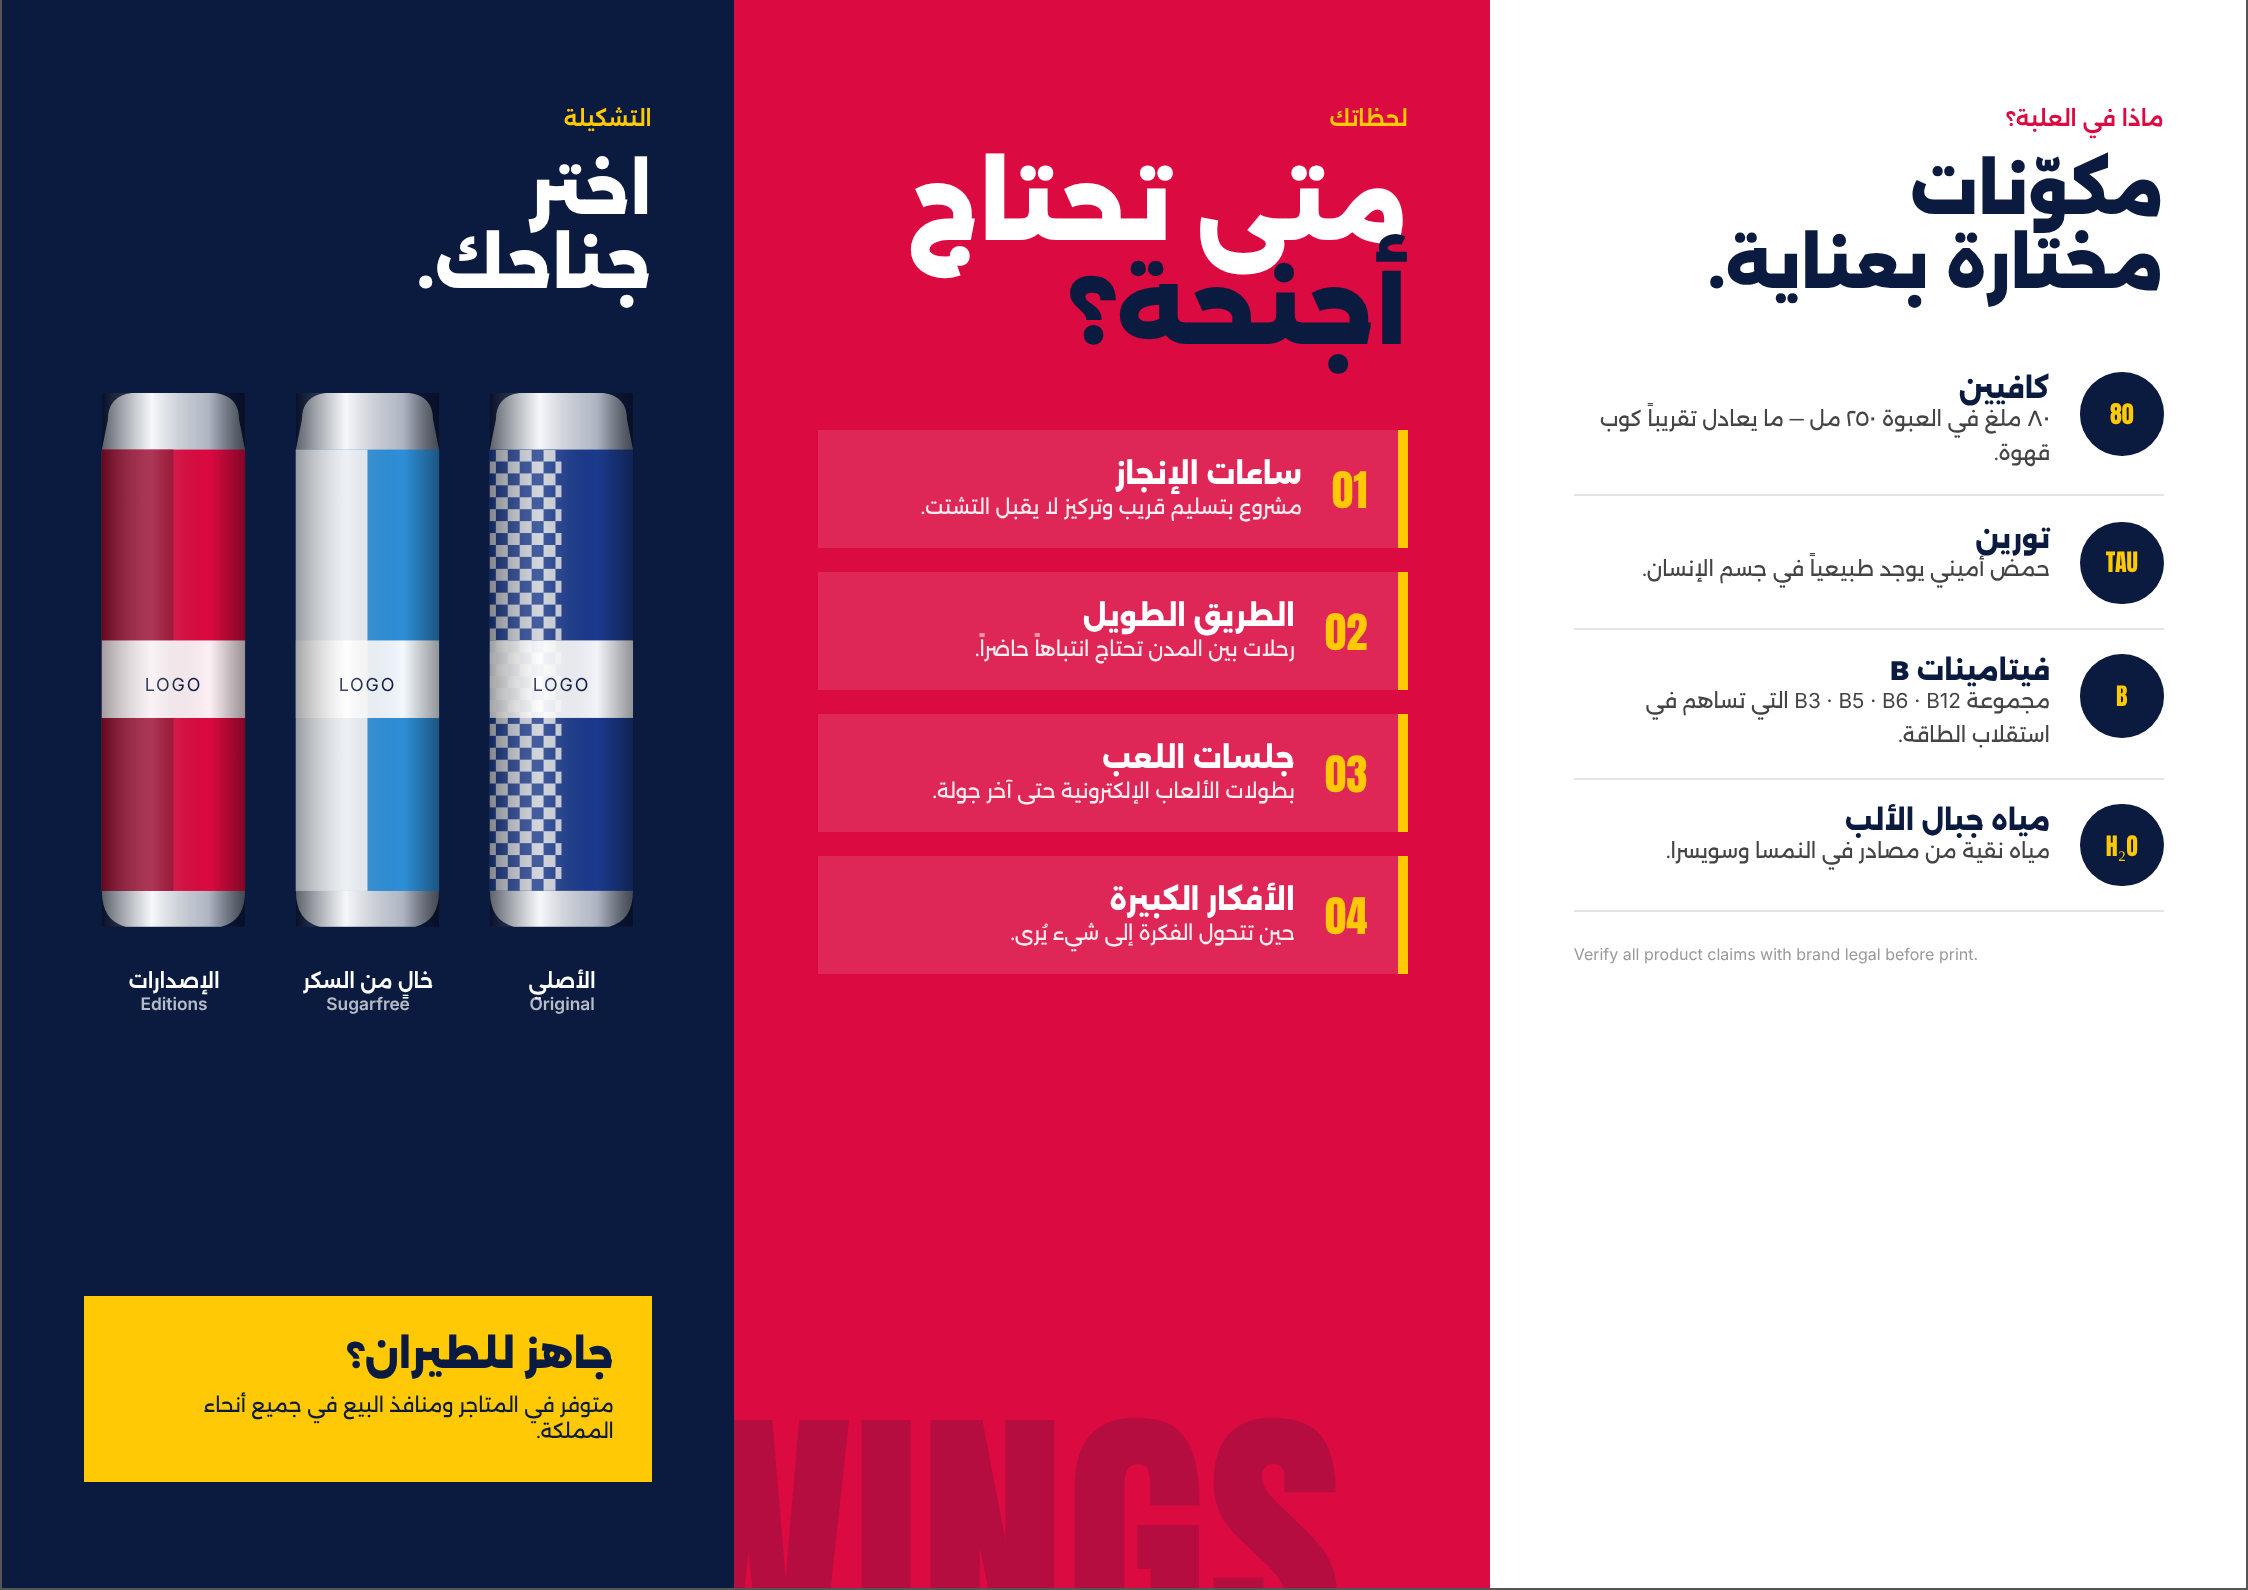 ماذا في العلبة؟
مكوّنات
مختارة بعناية.
80
كافيين
٨٠ ملغ في العبوة ٢٥٠ مل — ما يعادل تقريباً كوب
قهوة.
TAU
تورين
حمض أميني يوجد طبيعياً في جسم الإنسان.
B
فيتامينات B
مجموعة B3 · B5 · B6 · B12 التي تساهم في
استقلاب الطاقة.
H₂O
مياه جبال الألب
مياه نقية من مصادر في النمسا وسويسرا.
Verify all product claims with brand legal before print.
لحظاتك
متى تحتاج
أجنحة؟
01
ساعات الإنجاز
مشروع بتسليم قريب وتركيز لا يقبل التشتت.
02
الطريق الطويل
رحلات بين المدن تحتاج انتباهاً حاضراً.
03
جلسات اللعب
بطولات الألعاب الإلكترونية حتى آخر جولة.
04
الأفكار الكبيرة
حين تتحول الفكرة إلى شيء يُرى.
WINGS
التشكيلة
اختر
جناحك.
LOGO
الأصلي
Original
LOGO
خالٍ من السكر
Sugarfree
LOGO
الإصدارات
Editions
جاهز للطيران؟
متوفر في المتاجر ومنافذ البيع في جميع أنحاء
المملكة.